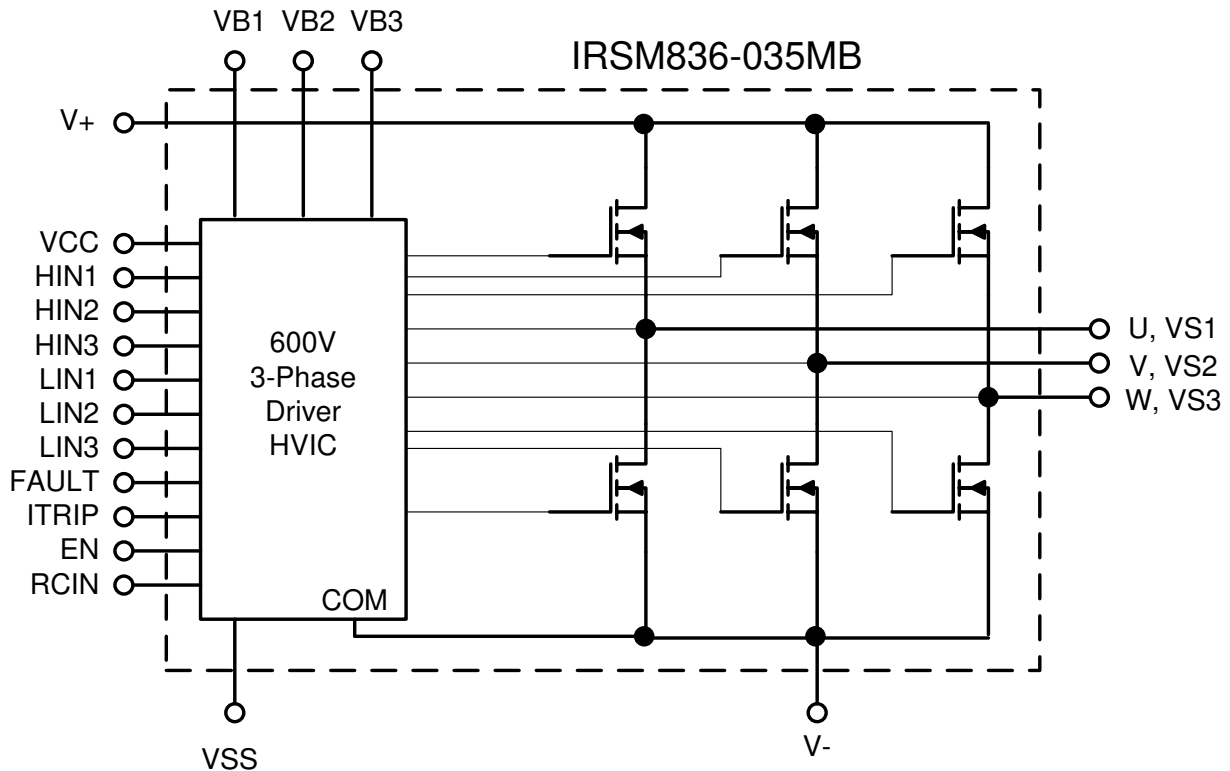 VB1 VB2 VB3
IRSM836-035MB
V+
VCC
HIN1
HIN2
HIN3
LIN1
LIN2
LIN3
FAULT
ITRIP
EN
RCIN
600V
3-Phase
Driver
HVIC
COM
U, VS1
V, VS2
W, VS3
VSS
V-